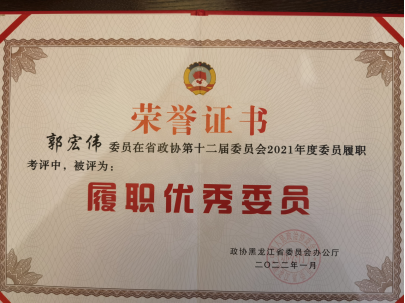 荣誉证书
郭宏伟 委员在省政协第十二届委员会2021年度委员履职
考评中，被评为：
履职优秀委员
政协黑龙江省委员会办公厅
二〇二二年一月